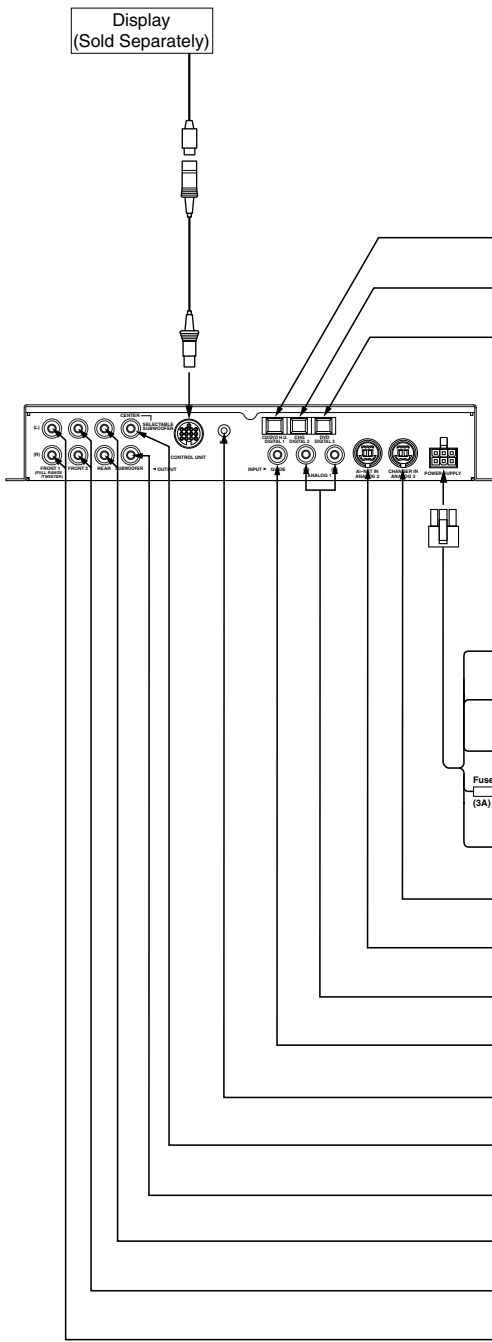 Display
(Sold Separately)
CENTER
SELECTABLE
SUBWOOFER
(L)
(R)
CONTROL UNIT
CD/DVD H.U.
DIGITAL 1
CHG
DIGITAL 2
DVD
DIGITAL 3
FRONT 1
(FULL RANGE
/TWEETER)
FRONT 2
REAR
SUBWOOFER
OUTPUT
INPUT
GUIDE
ANALOG 1
Ai-NET IN
ANALOG 2
CHANGER IN
ANALOG 3
POWER SUPPLY
Fuse
(3A)